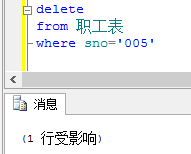 delete
from 职工表
where sno='005'
消息
(1 行受影响)